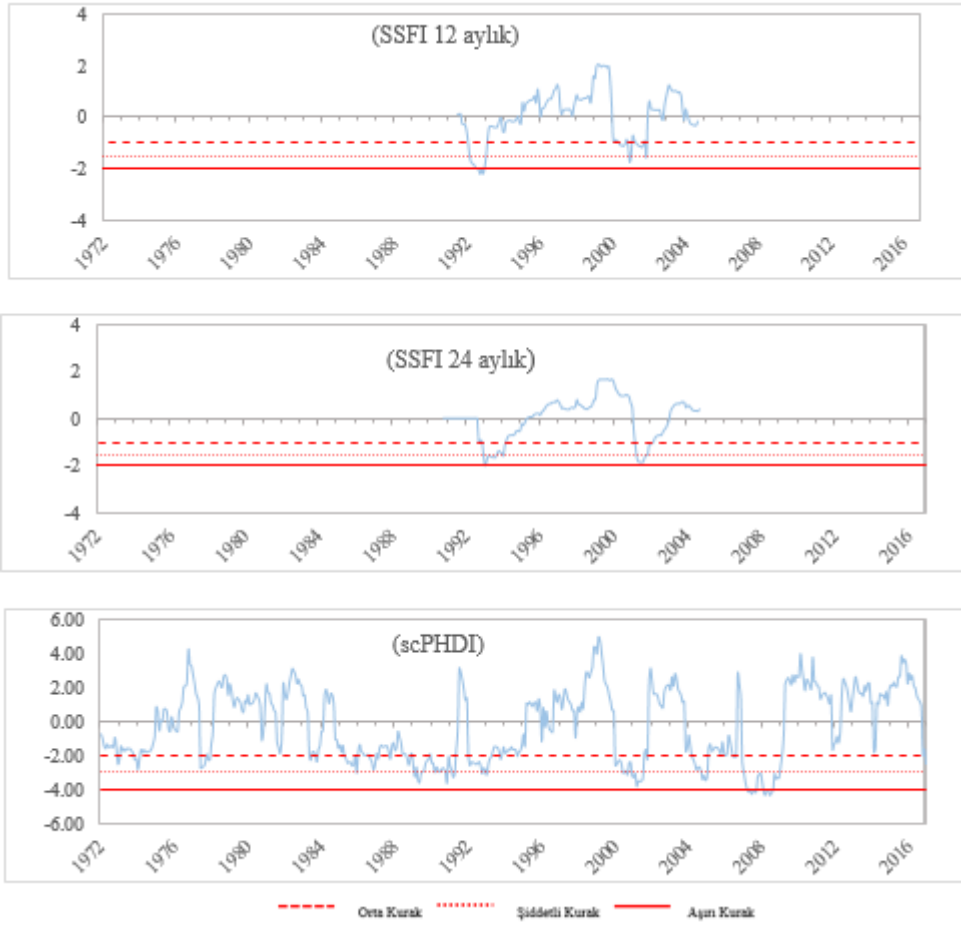 (SSFI 12 aylık)
4
2
0
-2
-4
1972 1976 1980 1984 1988 1992 1996 2000 2004 2008 2012 2016
(SSFI 24 aylık)
4
2
0
-2
-4
1972 1976 1980 1984 1988 1992 1996 2000 2004 2008 2012 2016
(scPHDI)
6.00
4.00
2.00
0.00
-2.00
-4.00
-6.00
1972 1976 1980 1984 1988 1992 1996 2000 2004 2008 2012 2016
Orta Kurak Şiddetli Kurak Aşırı Kurak